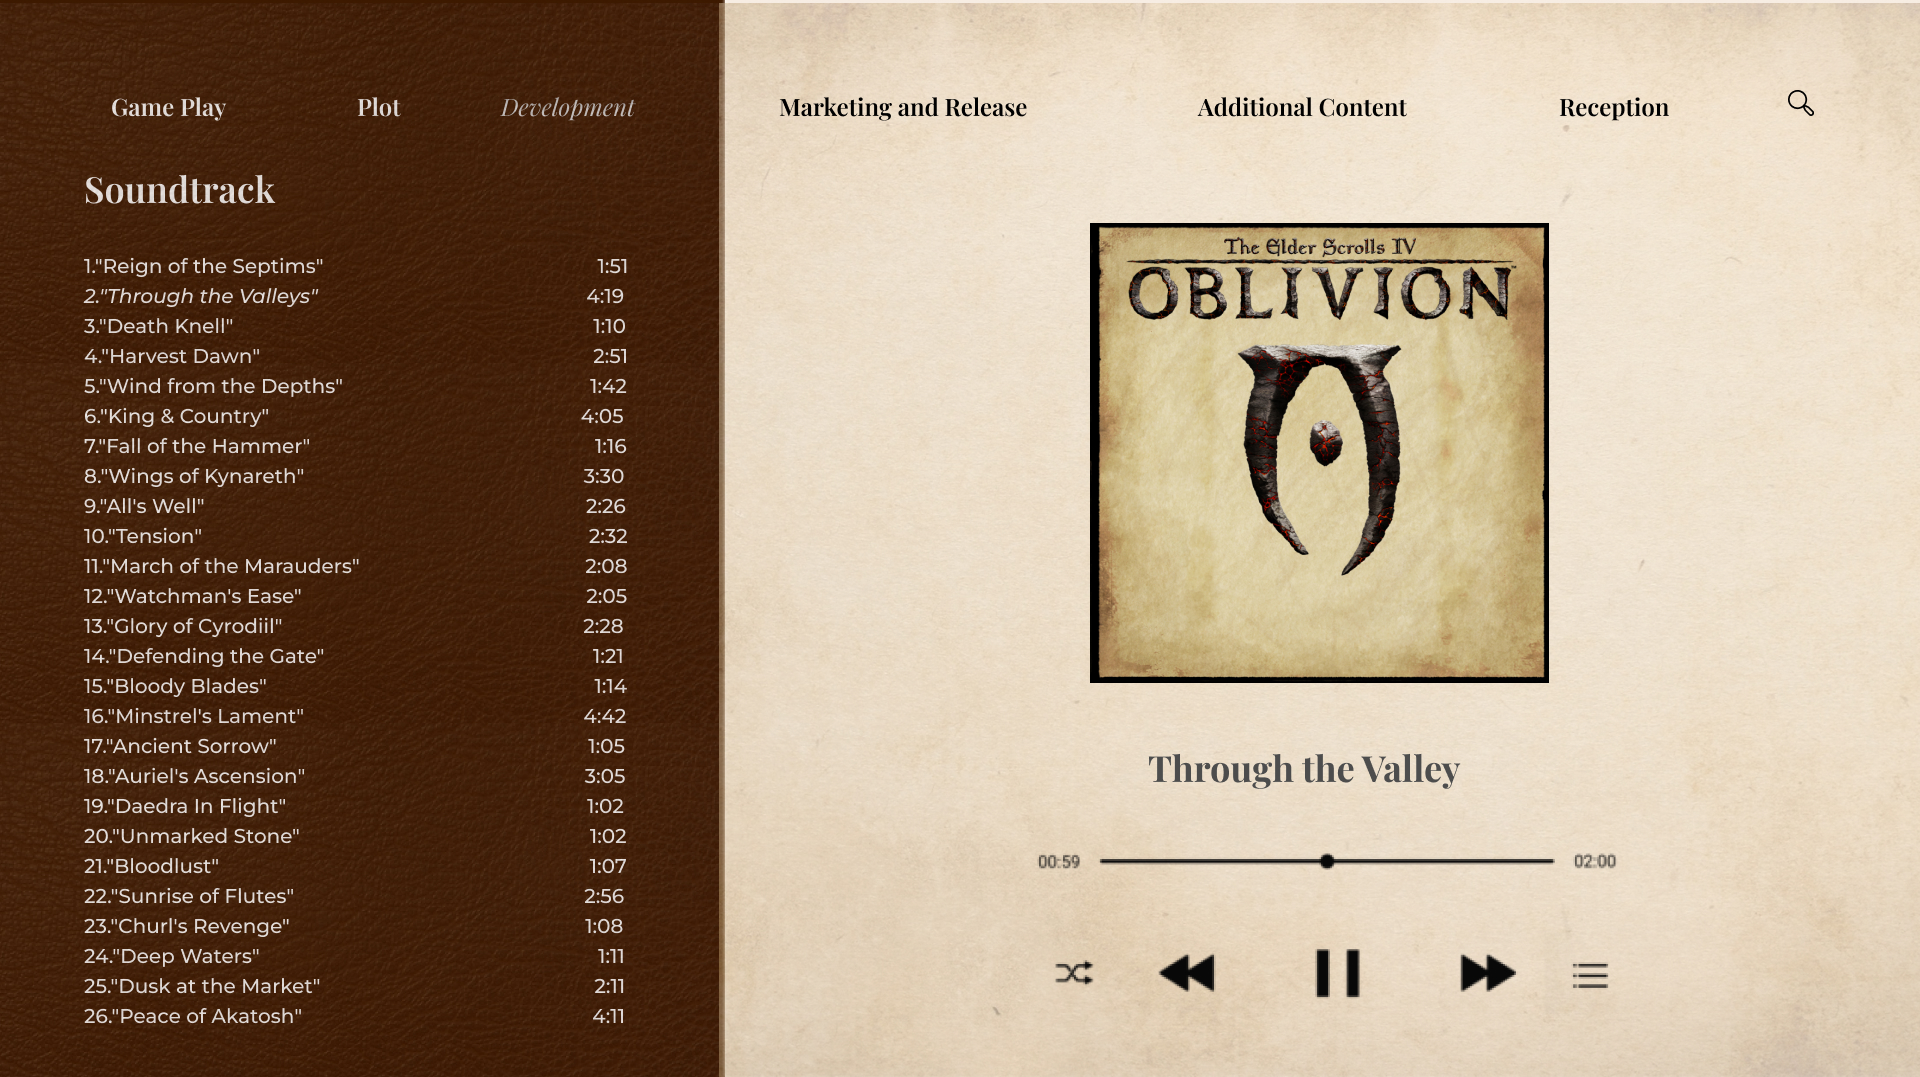 Game Play Plot Development Marketing and Release Additional Content Reception
Soundtrack
1."Reign of the Septims" 1:51
2."Through the Valleys" 4:19
3."Death Knell" 1:10
4."Harvest Dawn" 2:51
5."Wind from the Depths" 1:42
6."King & Country" 4:05
7."Fall of the Hammer" 1:16
8."Wings of Kynareth" 3:30
9."All's Well" 2:26
10."Tension" 2:32
11."March of the Marauders" 2:08
12."Watchman's Ease" 2:05
13."Glory of Cyrodiil" 2:28
14."Defending the Gate" 1:21
15."Bloody Blades" 1:14
16."Minstrel's Lament" 4:42
17."Ancient Sorrow" 1:05
18."Auriel's Ascension" 3:05
19."Daedra In Flight" 1:02
20."Unmarked Stone" 1:02
21."Bloodlust" 1:07
22."Sunrise of Flutes" 2:56
23."Churl's Revenge" 1:08
24."Deep Waters" 1:11
25."Dusk at the Market" 2:11
26."Peace of Akatosh" 4:11
The Elder Scrolls IV
OBLIVION™
Through the Valley
00:59 02:00